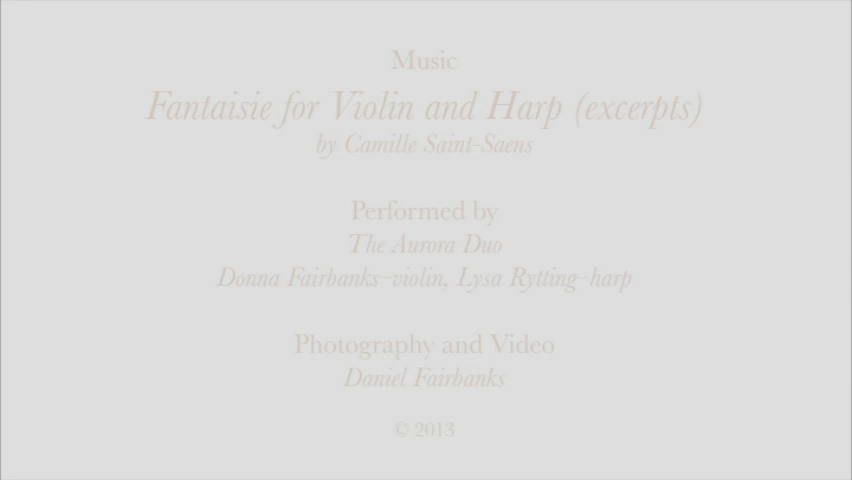 Music
Fantaisie for Violin and Harp (excerpts)
by Camille Saint-Saens
Performed by
The Aurora Duo
Donna Fairbanks–violin, Lysa Rytting–harp
Photography and Video
Daniel Fairbanks
© 2013